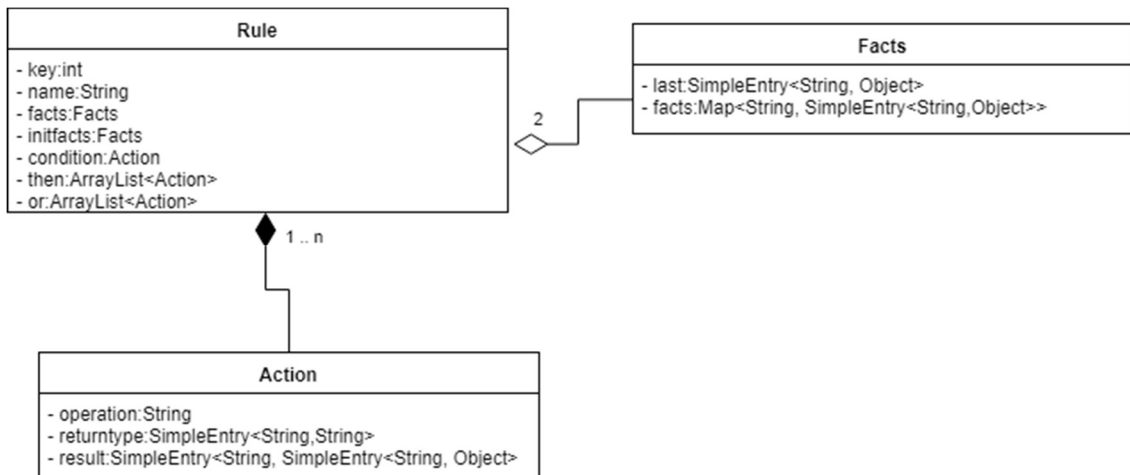 Rule
- key:int
- name:String
- facts:Facts
- initfacts:Facts
- condition:Action
- then:ArrayList<Action>
- or:ArrayList<Action>
Facts
- last:SimpleEntry<String, Object>
- facts:Map<String, SimpleEntry<String,Object>>
2
1 .. n
Action
- operation:String
- returntype:SimpleEntry<String,String>
- result:SimpleEntry<String, SimpleEntry<String, Object>